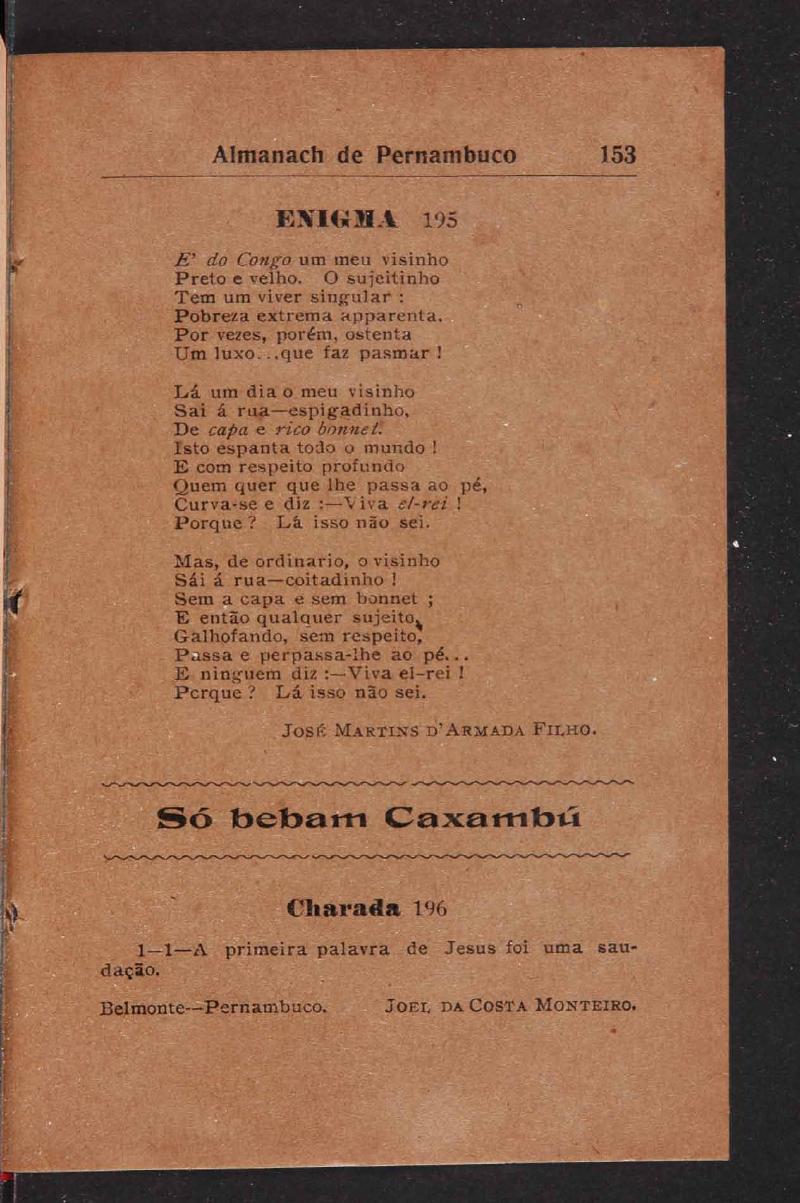 Almanach de Pernambuco 153
ENIGMA 195
E' do Congo um meu visinho
Preto e velho. O sujeitinho
Tem um viver singular :
Pobreza extrema apparenta.
Por vezes, porém, ostenta
Um luxo...que faz pasmar !
Lá um dia o meu visinho
Sai á rua—espigadinho,
De capa e rico bonnet.
Isto espanta todo o mundo !
E com respeito profundo
Quem quer que lhe passa ao pé,
Curva-se e diz :—Viva el-rei !
Porque ? Lá isso não sei.
Mas, de ordinario, o visinho
Sái á rua—coitadinho !
Sem a capa e sem bonnet ;
E então qualquer sujeito,
Galhofando, sem respeito,
Passa e perpassa-lhe ao pé...
E ninguem diz :—Viva el-rei !
Pcrque ? Lá isso não sei.
JOSÉ MARTINS D'ARMADA FILHO.
Só bebam Caxambú
Charada 196
1—1—A primeira palavra de Jesus foi uma sau-
dação.
Belmonte—Pernambuco. JOEL DA COSTA MONTEIRO.